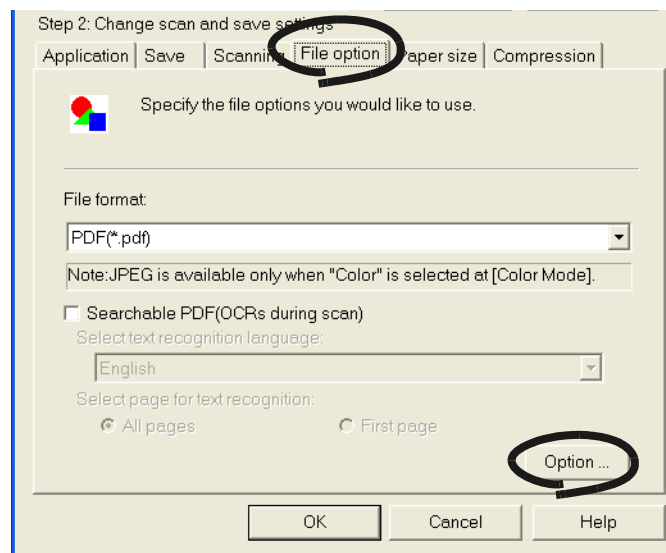 Step 2: Change scan and save settings
Application Save Scanning File option Paper size Compression
Specify the file options you would like to use.
File format:
PDF(*.pdf)
Note:JPEG is available only when "Color" is selected at [Color Mode].
Searchable PDF(OCRs during scan)
Select text recognition language:
English
Select page for text recognition:
All pages First page
Option ...
OK Cancel Help